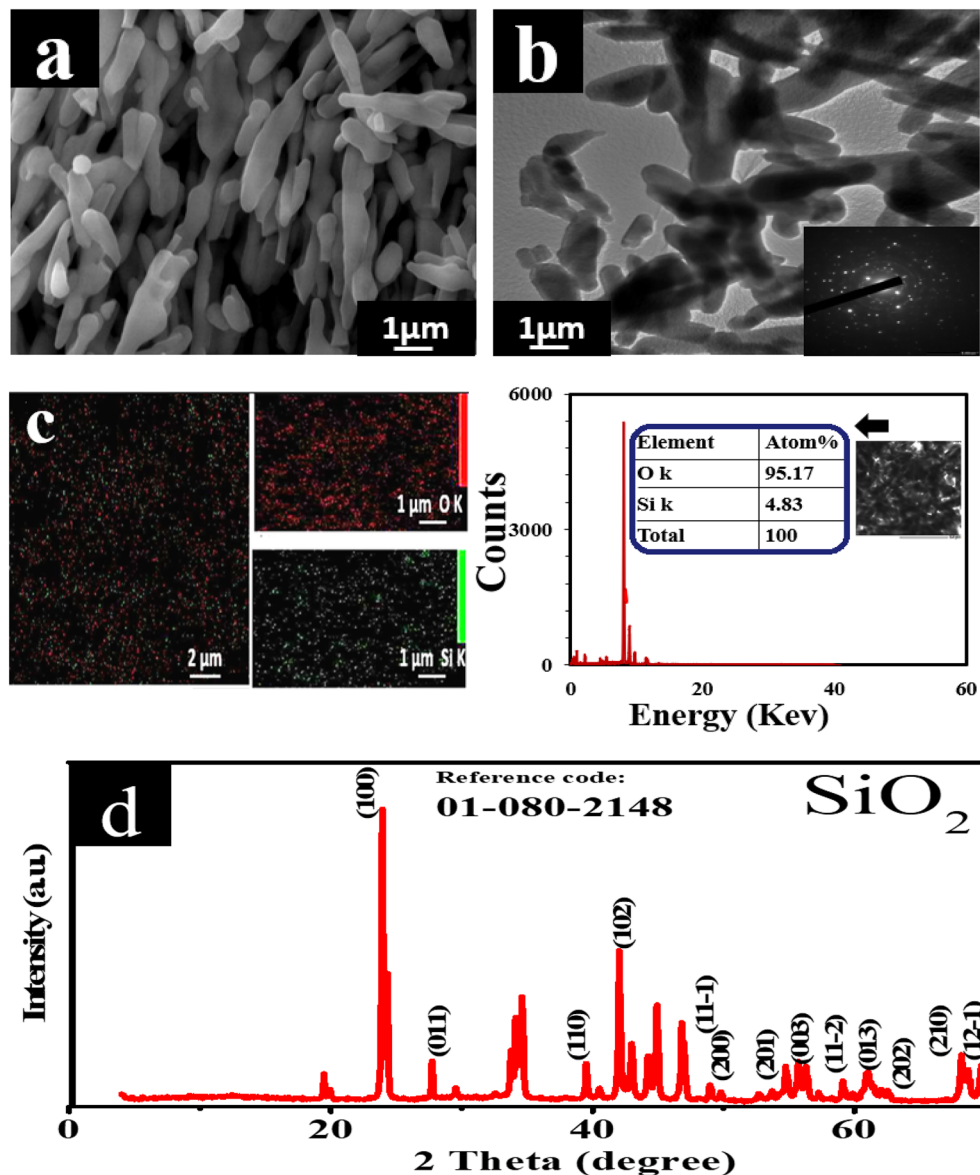 a
1μm
b
1μm
c
2 μm
1 μm O K
1 μm Si K
6000
3000
0
Counts
Element Atom%
O k 95.17
Si k 4.83
Total 100
0 20 40 60
Energy (Kev)
d
Reference code:
01-080-2148
SiO2
Intensity (a.u.)
(100)
(011)
(110)
(102)
(11-1)
(200)
(201)
(003)
(11-2)
(013)
(202)
(210)
(12-1)
0 20 40 60
2 Theta (degree)